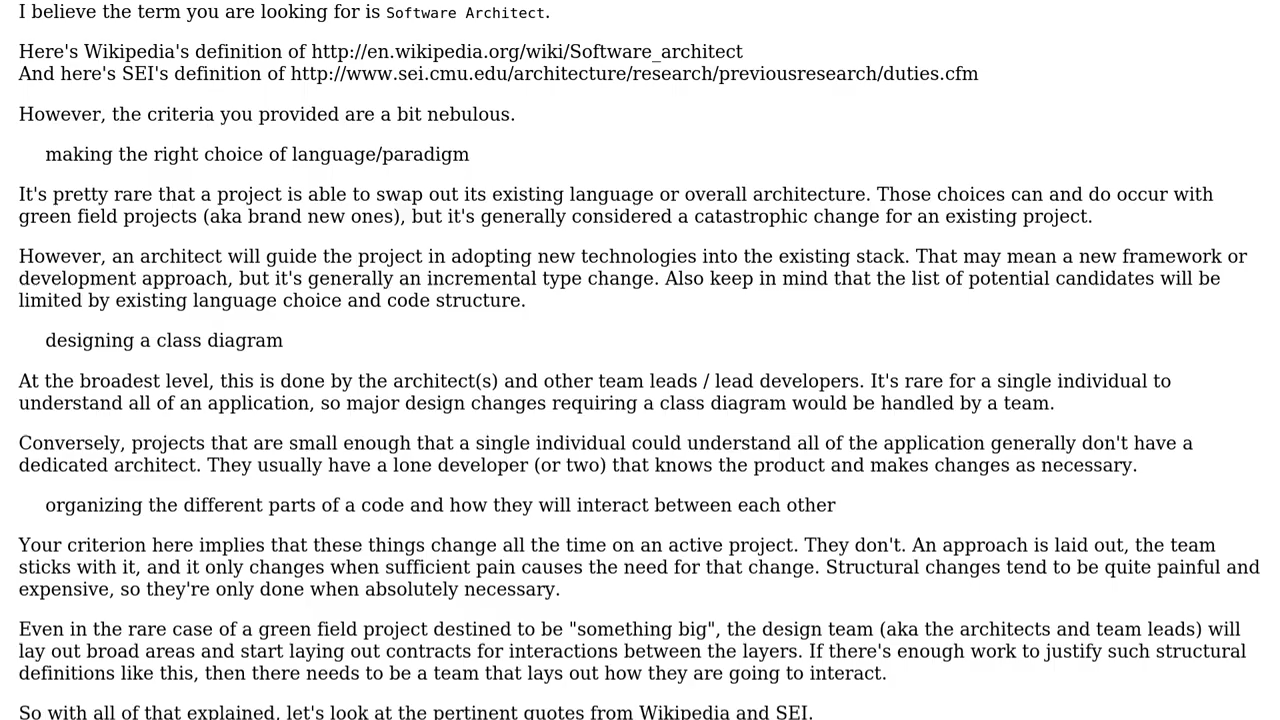 I believe the term you are looking for is Software Architect.
Here's Wikipedia's definition of http://en.wikipedia.org/wiki/Software_architect
And here's SEI's definition of http://www.sei.cmu.edu/architecture/research/previousresearch/duties.cfm
However, the criteria you provided are a bit nebulous.
making the right choice of language/paradigm
It's pretty rare that a project is able to swap out its existing language or overall architecture. Those choices can and do occur with
green field projects (aka brand new ones), but it's generally considered a catastrophic change for an existing project.
However, an architect will guide the project in adopting new technologies into the existing stack. That may mean a new framework or
development approach, but it's generally an incremental type change. Also keep in mind that the list of potential candidates will be
limited by existing language choice and code structure.
designing a class diagram
At the broadest level, this is done by the architect(s) and other team leads / lead developers. It's rare for a single individual to
understand all of an application, so major design changes requiring a class diagram would be handled by a team.
Conversely, projects that are small enough that a single individual could understand all of the application generally don't have a
dedicated architect. They usually have a lone developer (or two) that knows the product and makes changes as necessary.
organizing the different parts of a code and how they will interact between each other
Your criterion here implies that these things change all the time on an active project. They don't. An approach is laid out, the team
sticks with it, and it only changes when sufficient pain causes the need for that change. Structural changes tend to be quite painful and
expensive, so they're only done when absolutely necessary.
Even in the rare case of a green field project destined to be "something big", the design team (aka the architects and team leads) will
lay out broad areas and start laying out contracts for interactions between the layers. If there's enough work to justify such structural
definitions like this, then there needs to be a team that lays out how they are going to interact.
So with all of that explained, let's look at the pertinent quotes from Wikipedia and SEI.